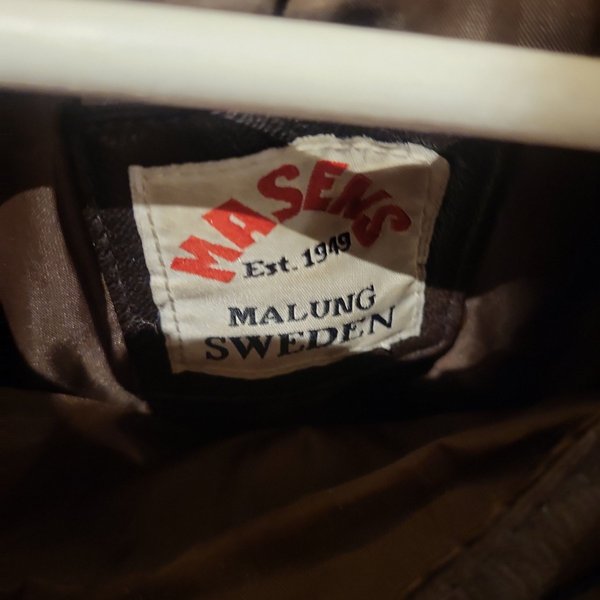 MASENS
Est. 1949
MALUNG
SWEDEN